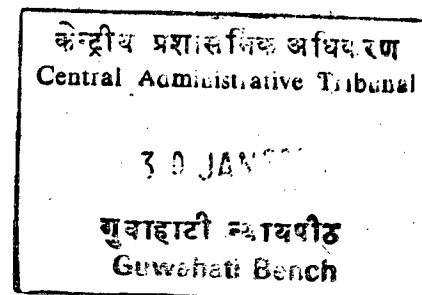 केन्द्रीय प्रशासनिक अधिकरण
Central Administrative Tribunal
30 JAN
गुवाहाटी न्यायपीठ
Guwahati Bench